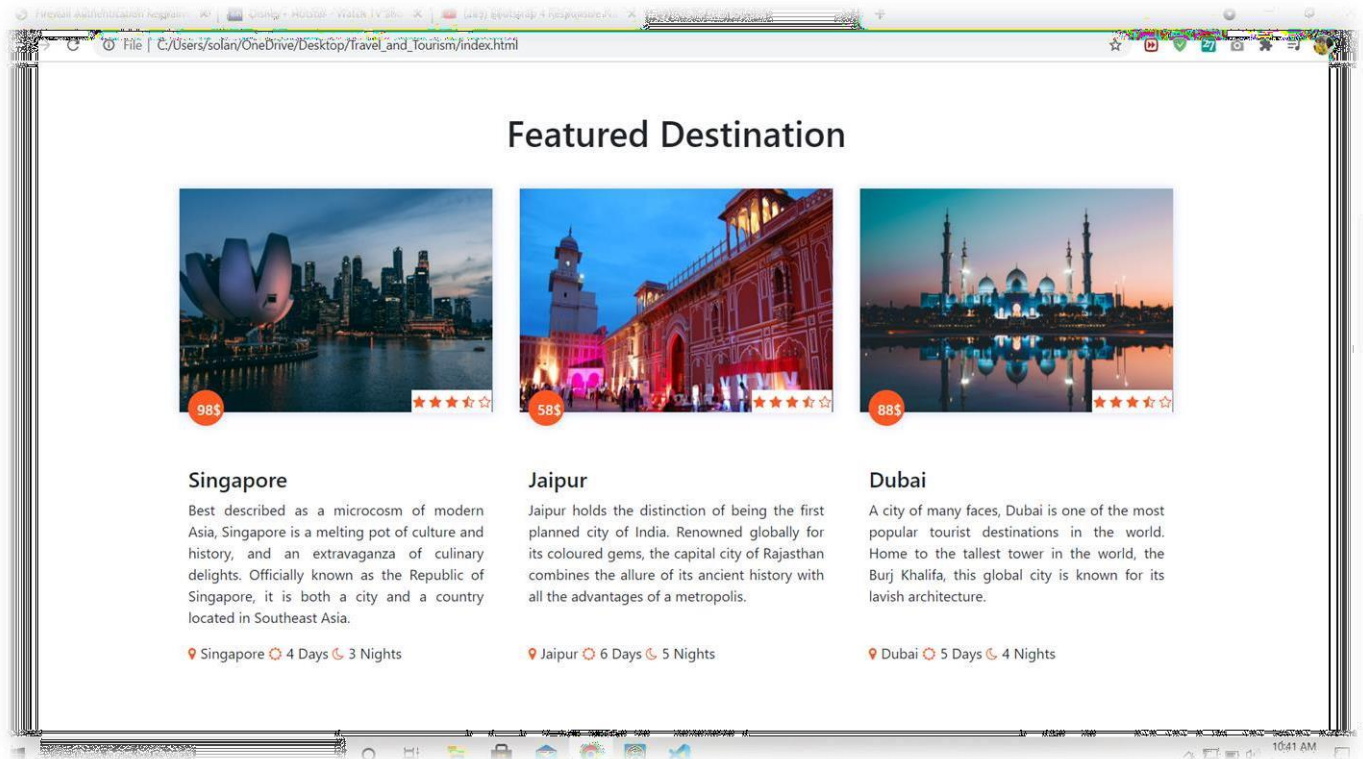 File | C:/Users/solan/OneDrive/Desktop/Travel_and_Tourism/index.html
Featured Destination
98$
58$
88$
Singapore
Best described as a microcosm of modern
Asia, Singapore is a melting pot of culture and
history, and an extravaganza of culinary
delights. Officially known as the Republic of
Singapore, it is both a city and a country
located in Southeast Asia.
Singapore 4 Days 3 Nights
Jaipur
Jaipur holds the distinction of being the first
planned city of India. Renowned globally for
its coloured gems, the capital city of Rajasthan
combines the allure of its ancient history with
all the advantages of a metropolis.
Jaipur 6 Days 5 Nights
Dubai
A city of many faces, Dubai is one of the most
popular tourist destinations in the world.
Home to the tallest tower in the world, the
Burj Khalifa, this global city is known for its
lavish architecture.
Dubai 5 Days 4 Nights
10:41 AM